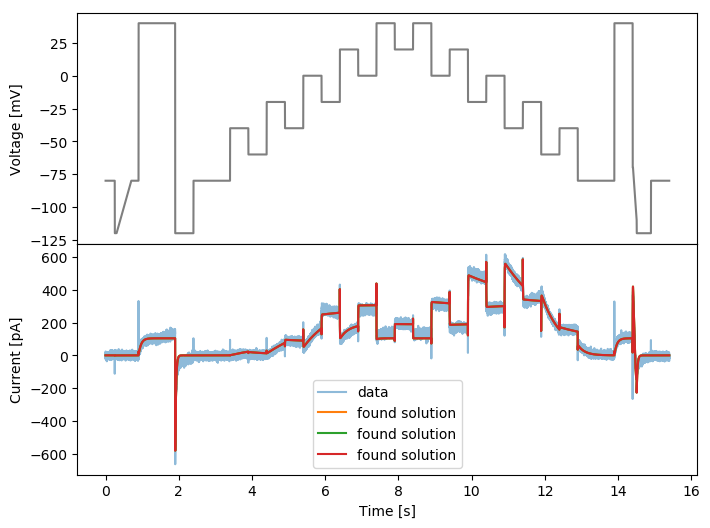 Voltage [mV]
25
0
−25
−50
−75
−100
−125
Current [pA]
600
400
200
0
−200
−400
−600
data
found solution
found solution
found solution
0 2 4 6 8 10 12 14 16
Time [s]